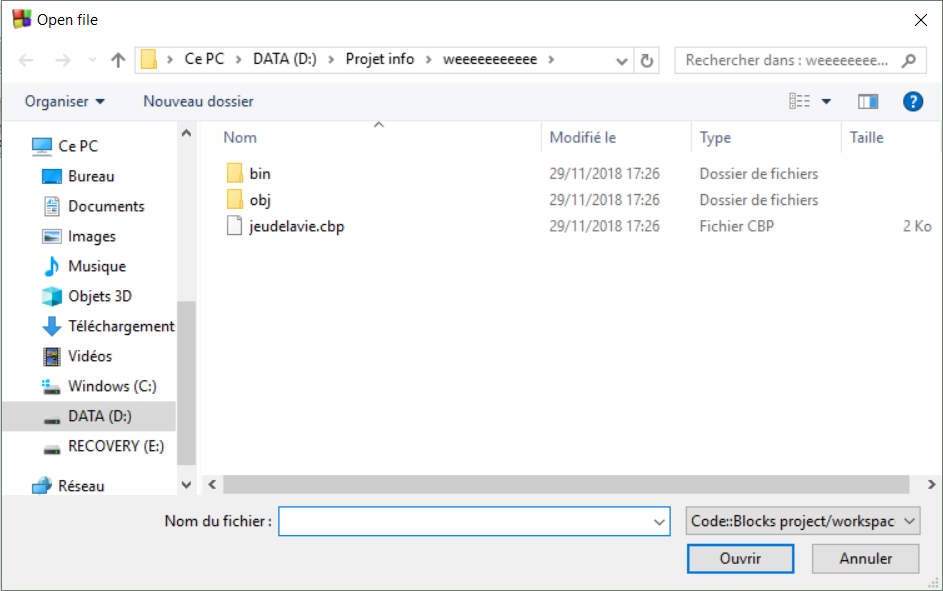 Open file
Ce PC > DATA (D:) > Projet info > weeeeeeeeeee >
Rechercher dans : weeeeeeee...
Organiser
Nouveau dossier
?
Ce PC
Bureau
Documents
Images
Musique
Objets 3D
Téléchargement
Vidéos
Windows (C:)
DATA (D:)
RECOVERY (E:)
Réseau
Nom Modifié le Type Taille
bin 29/11/2018 17:26 Dossier de fichiers
obj 29/11/2018 17:26 Dossier de fichiers
jeudelavie.cbp 29/11/2018 17:26 Fichier CBP 2 Ko
Nom du fichier :
Code::Blocks project/workspac
Ouvrir
Annuler